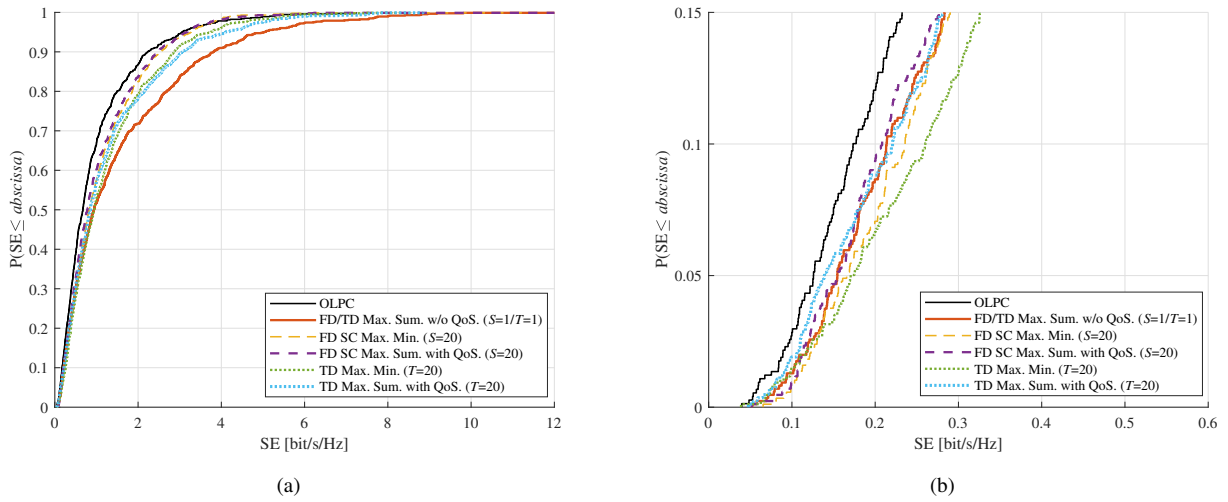 1
0.9
0.8
0.7
0.6
0.5
0.4
0.3
0.2
0.1
0
P(SE≤ abscissa)
OLPC
FD/TD Max. Sum. w/o QoS. (S=1/T=1)
FD SC Max. Min. (S=20)
FD SC Max. Sum. with QoS. (S=20)
TD Max. Min. (T=20)
TD Max. Sum. with QoS. (T=20)
0 2 4 6 8 10 12
SE [bit/s/Hz]
(a)
0.15
0.1
0.05
0
P(SE≤ abscissa)
OLPC
FD/TD Max. Sum. w/o QoS. (S=1/T=1)
FD SC Max. Min. (S=20)
FD SC Max. Sum. with QoS. (S=20)
TD Max. Min. (T=20)
TD Max. Sum. with QoS. (T=20)
0 0.1 0.2 0.3 0.4 0.5 0.6
SE [bit/s/Hz]
(b)